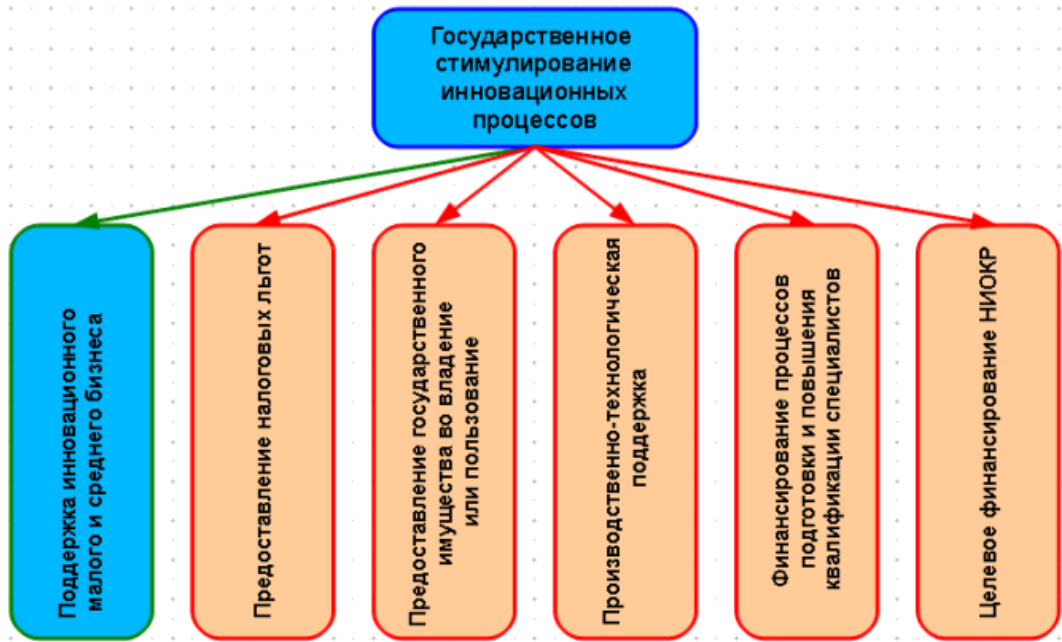 Государственное
стимулирование
инновационных
процессов
Поддержка инновационного
малого и среднего бизнеса
Предоставление налоговых льгот
Предоставление государственного
имущества во владение
или пользование
Производственно-технологическая
поддержка
Финансирование процессов
подготовки и повышения
квалификации специалистов
Целевое финансирование НИОКР